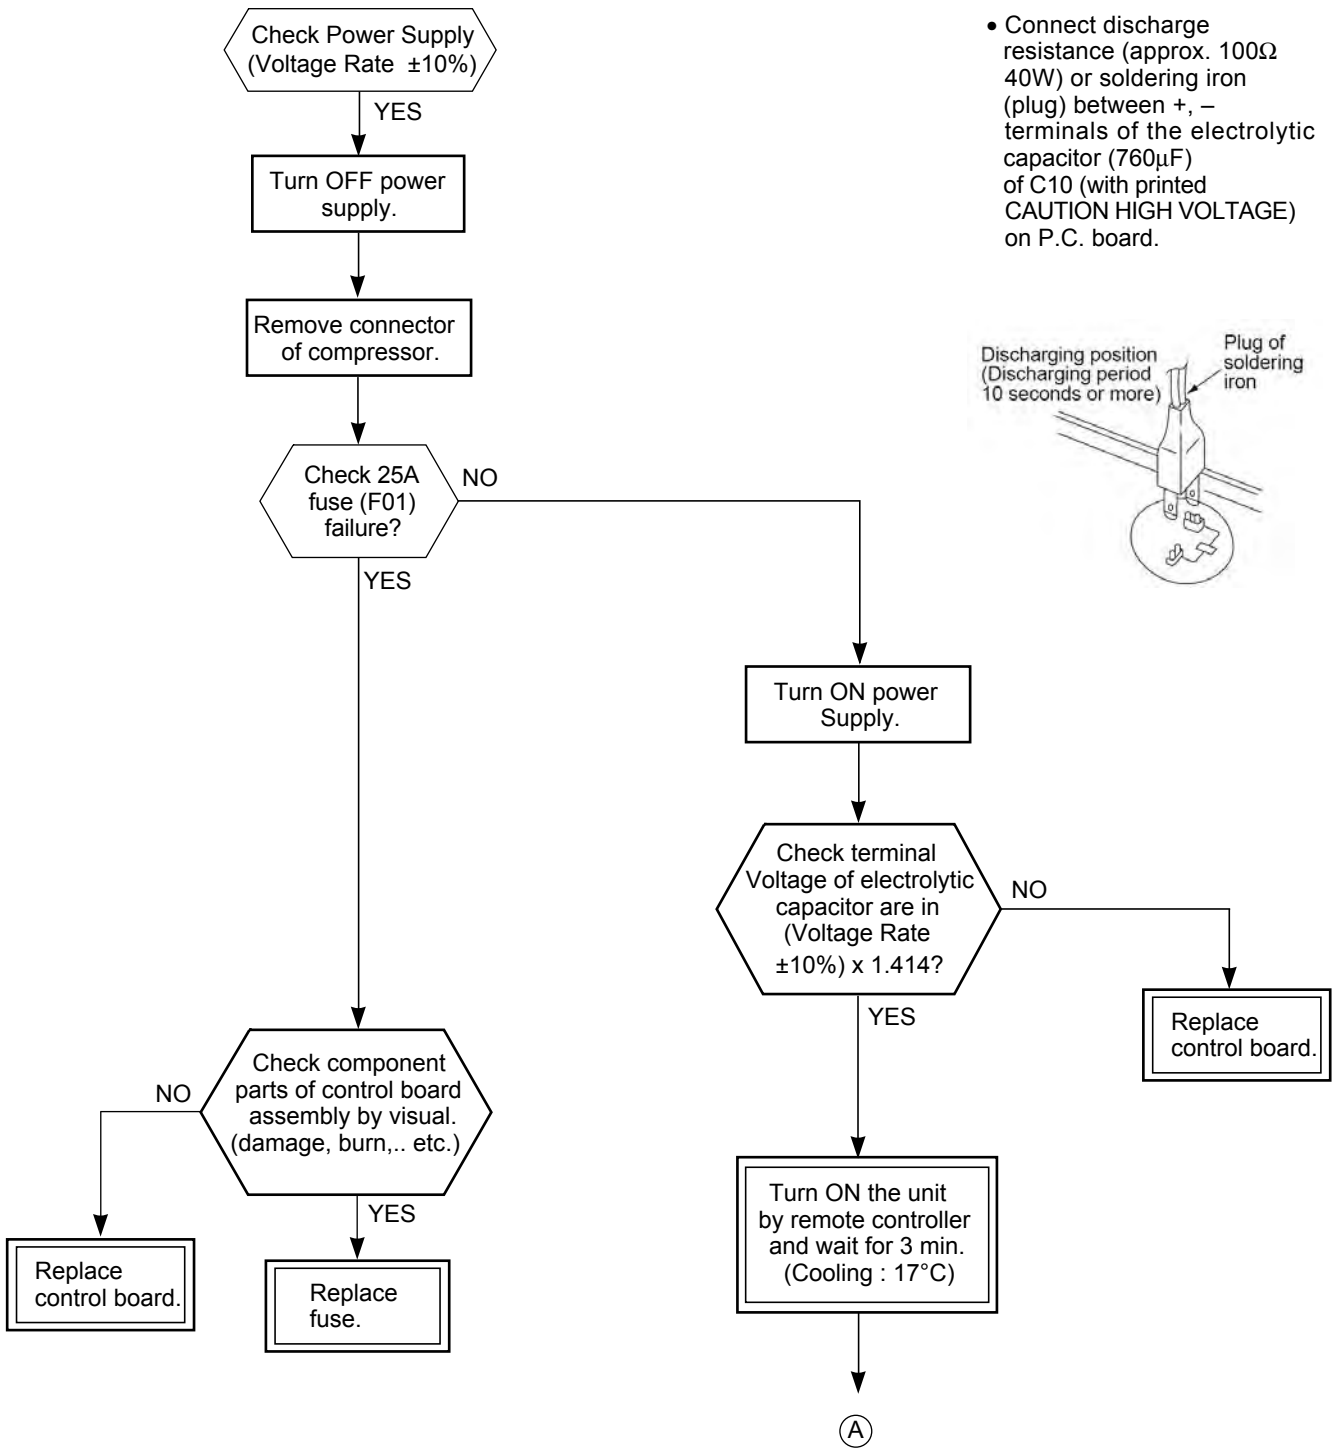 Check Power Supply
(Voltage Rate ±10%)
YES
Turn OFF power
supply.
Remove connector
of compressor.
Check 25A
fuse (F01)
failure?
NO
YES
• Connect discharge
resistance (approx. 100Ω
40W) or soldering iron
(plug) between +, –
terminals of the electrolytic
capacitor (760μF)
of C10 (with printed
CAUTION HIGH VOLTAGE)
on P.C. board.
Discharging position
(Discharging period
10 seconds or more)
Plug of
soldering
iron
Turn ON power
Supply.
Check terminal
Voltage of electrolytic
capacitor are in
(Voltage Rate
±10%) x 1.414?
NO
YES
Replace
control board.
Check component
parts of control board
assembly by visual.
(damage, burn,.. etc.)
NO
YES
Replace
control board.
Replace
fuse.
Turn ON the unit
by remote controller
and wait for 3 min.
(Cooling : 17°C)
A